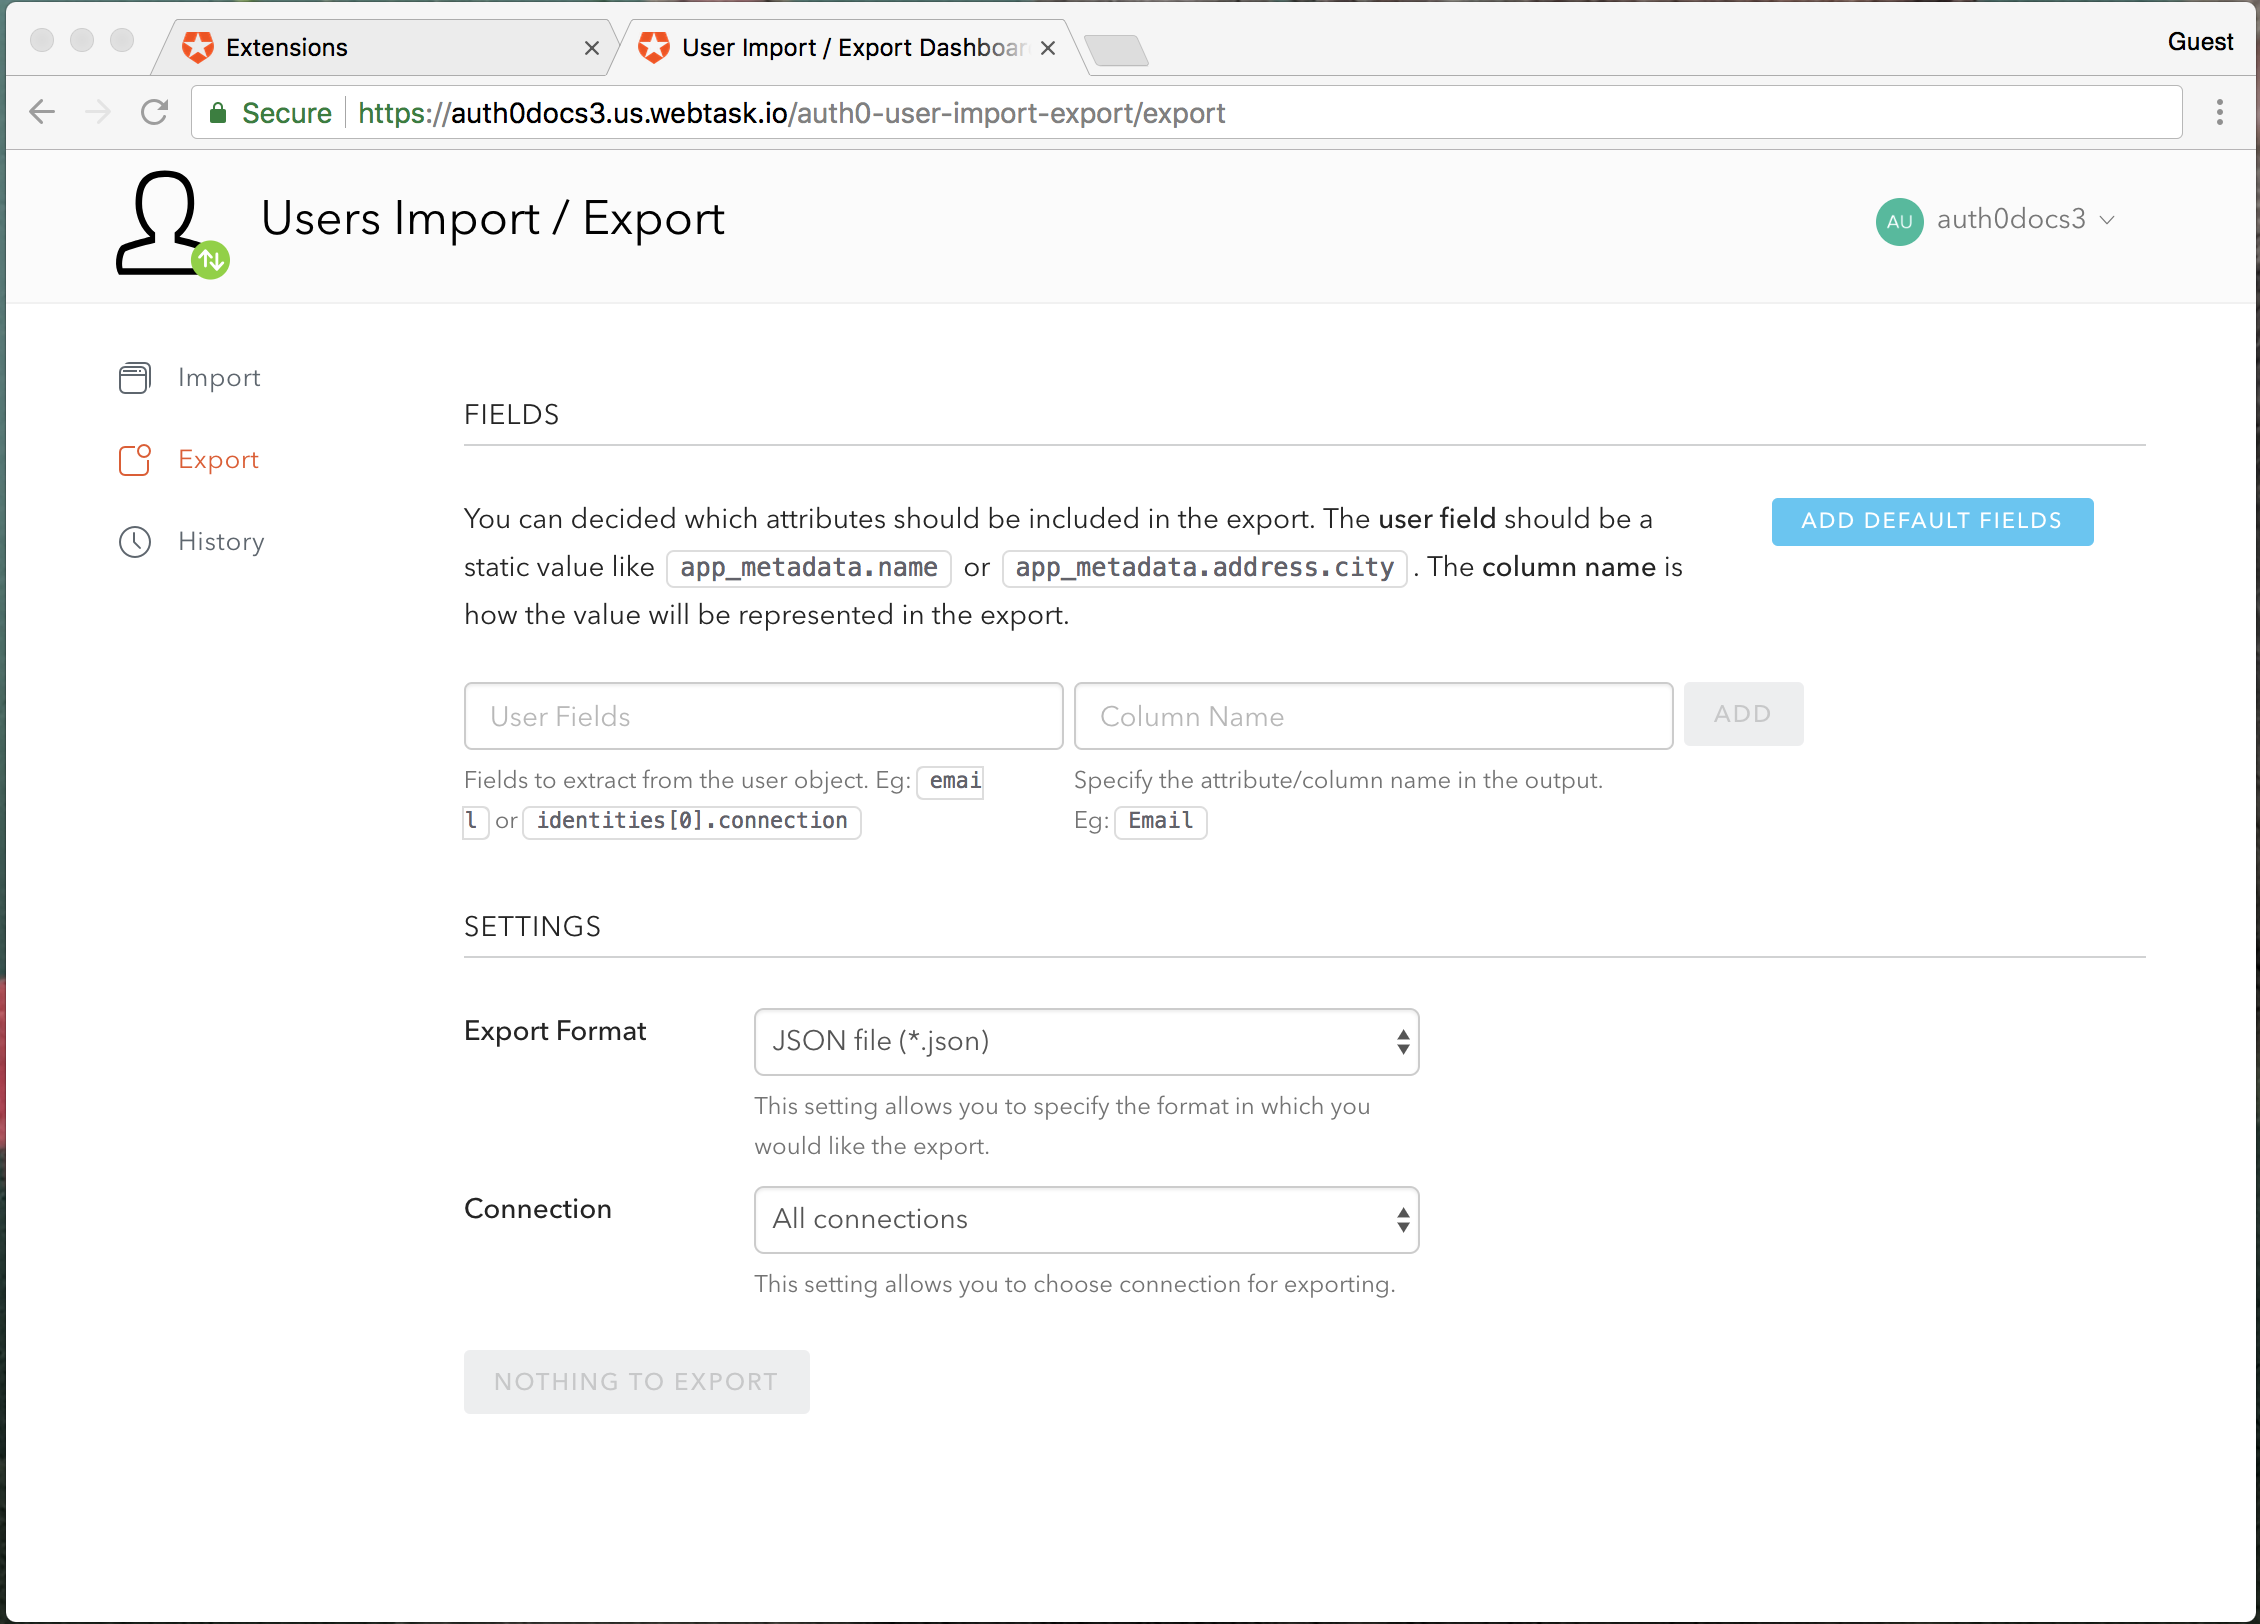 Extensions
User Import / Export Dashboar
Guest
Secure https://auth0docs3.us.webtask.io/auth0-user-import-export/export
Users Import / Export
AU auth0docs3
Import
Export
History
FIELDS
You can decided which attributes should be included in the export. The user field should be a
static value like app_metadata.name or app_metadata.address.city . The column name is
how the value will be represented in the export.
ADD DEFAULT FIELDS
User Fields
Column Name
ADD
Fields to extract from the user object. Eg: emai
l or identities[0].connection
Specify the attribute/column name in the output.
Eg: Email
SETTINGS
Export Format
JSON file (*.json)
This setting allows you to specify the format in which you
would like the export.
Connection
All connections
This setting allows you to choose connection for exporting.
NOTHING TO EXPORT